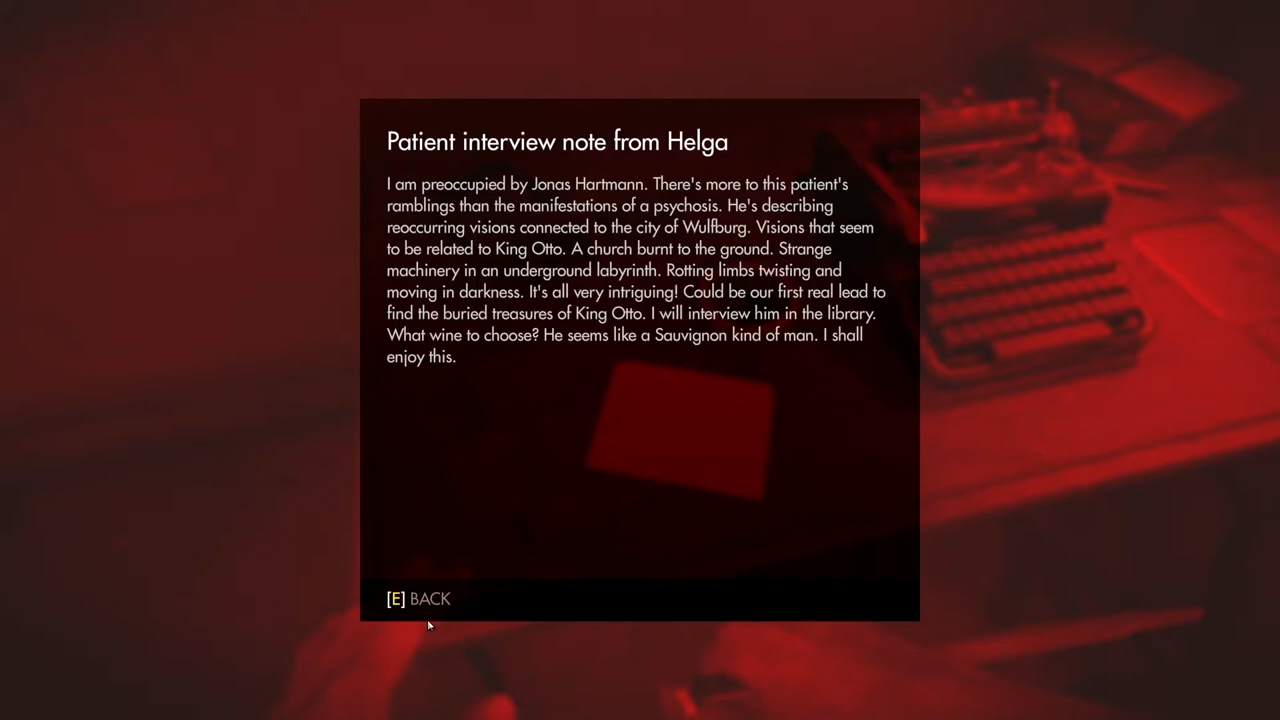 Patient interview note from Helga
I am preoccupied by Jonas Hartmann. There's more to this patient's
ramblings than the manifestations of a psychosis. He's describing
reoccurring visions connected to the city of Wulfburg. Visions that seem
to be related to King Otto. A church burnt to the ground. Strange
machinery in an underground labyrinth. Rotting limbs twisting and
moving in darkness. It's all very intriguing! Could be our first real lead to
find the buried treasures of King Otto. I will interview him in the library.
What wine to choose? He seems like a Sauvignon kind of man. I shall
enjoy this.
[E] BACK